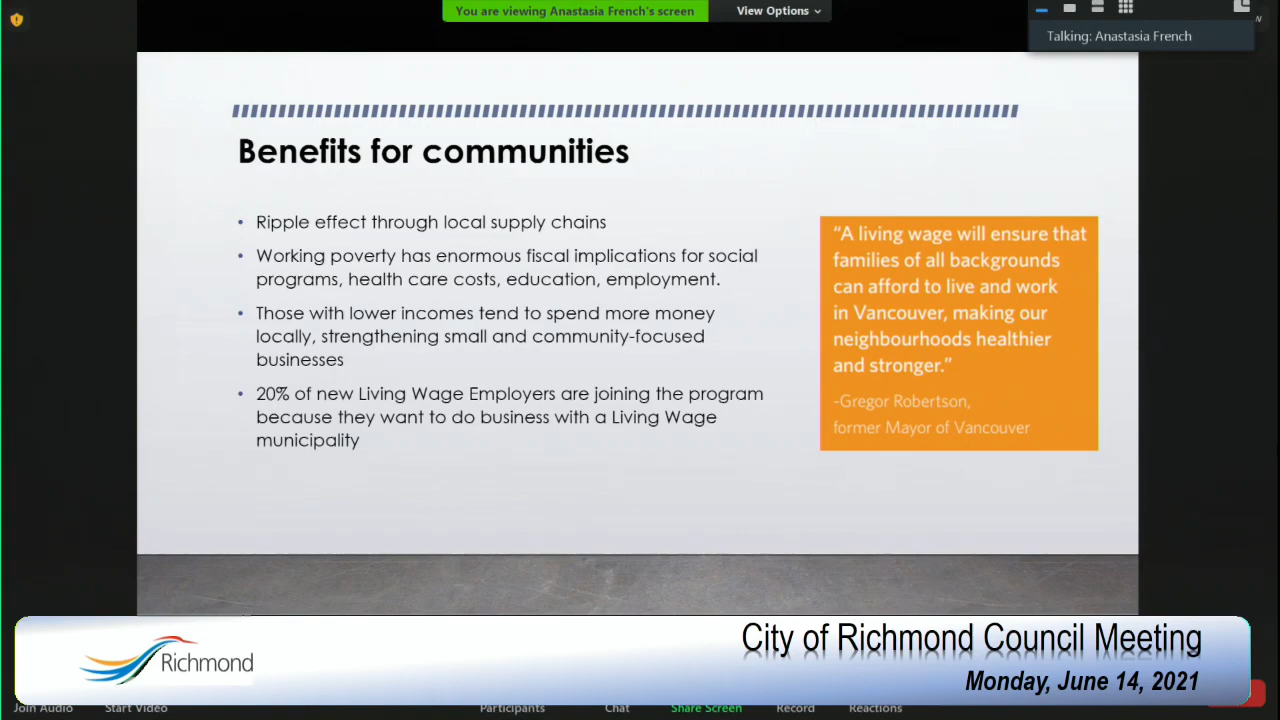 You are viewing Anastasia French's screen
View Options
Talking: Anastasia French
Benefits for communities
• Ripple effect through local supply chains
• Working poverty has enormous fiscal implications for social
programs, health care costs, education, employment.
• Those with lower incomes tend to spend more money
locally, strengthening small and community-focused
businesses
• 20% of new Living Wage Employers are joining the program
because they want to do business with a Living Wage
municipality
“A living wage will ensure that
families of all backgrounds
can afford to live and work
in Vancouver, making our
neighbourhoods healthier
and stronger.”
-Gregor Robertson,
former Mayor of Vancouver
Richmond
City of Richmond Council Meeting
Monday, June 14, 2021
Join Audio
Start Video
Participants
Chat
Share Screen
Record
Reactions